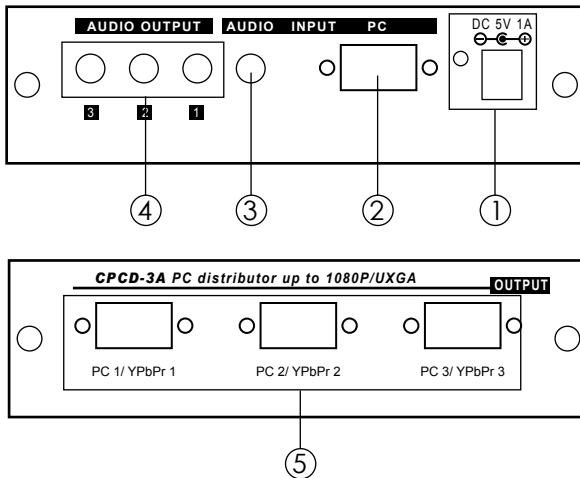 AUDIO OUTPUT AUDIO INPUT PC DC 5V 1A
3 2 1
4 3 2 1
CPCD-3A PC distributor up to 1080P/UXGA
OUTPUT
PC 1/ YPbPr 1 PC 2/ YPbPr 2 PC 3/ YPbPr 3
5